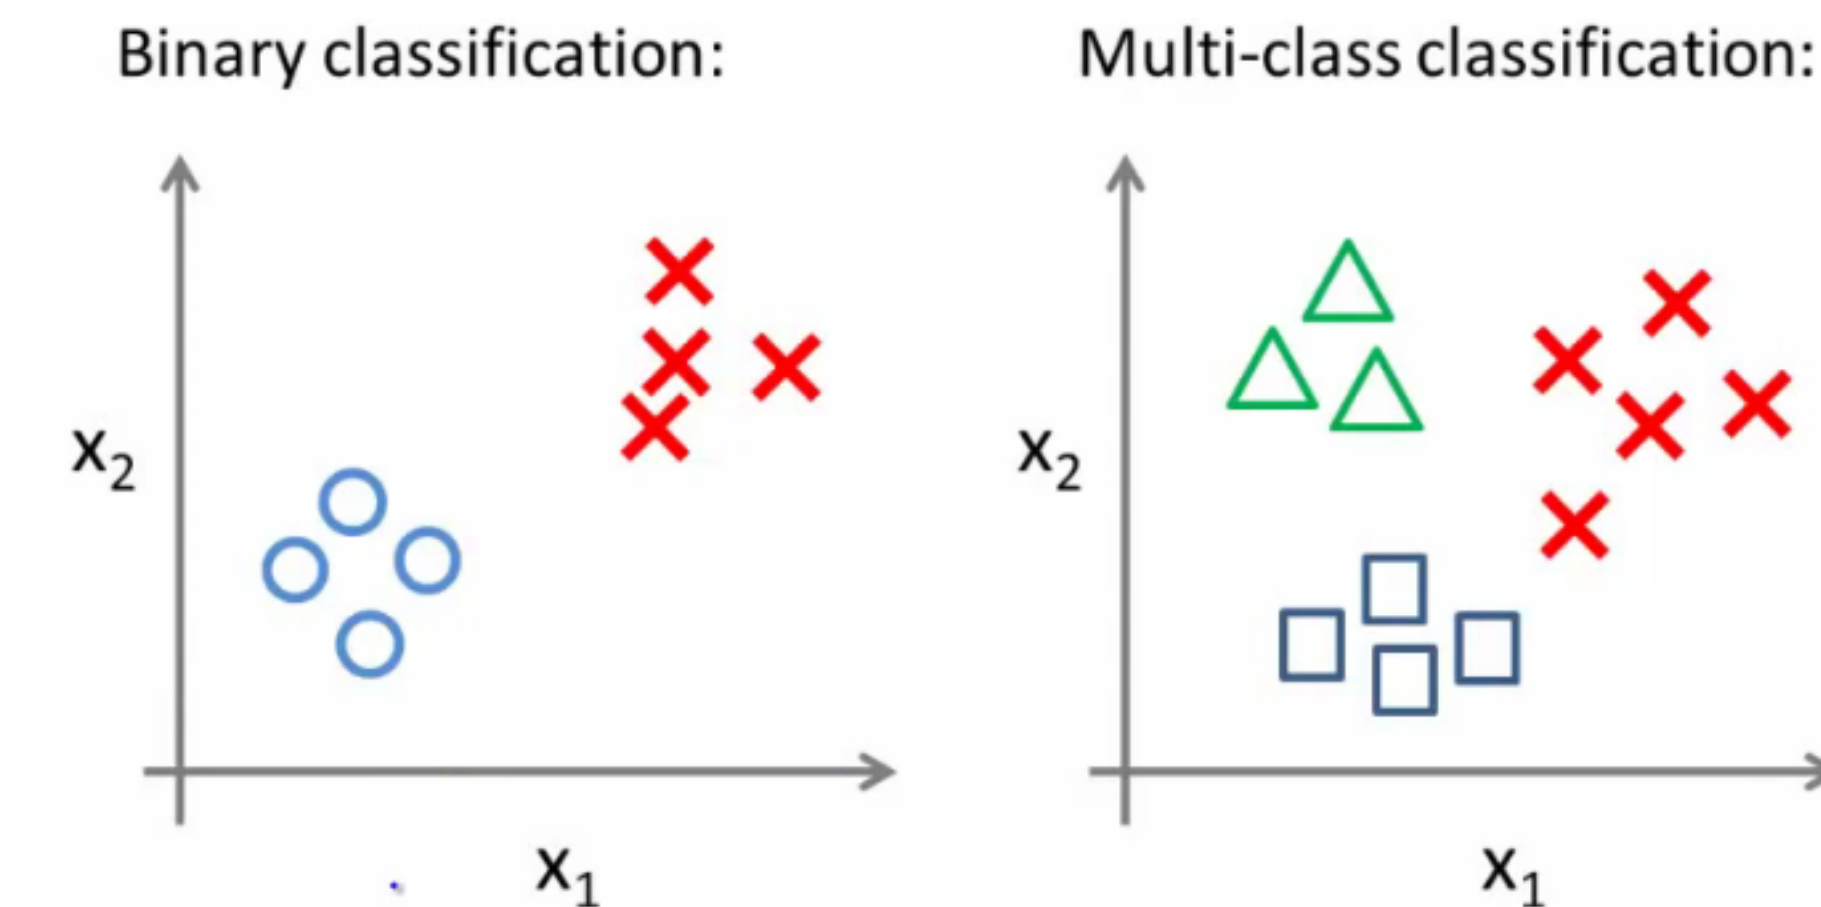 Binary classification:
x₂
x₁
Multi-class classification:
x₂
x₁